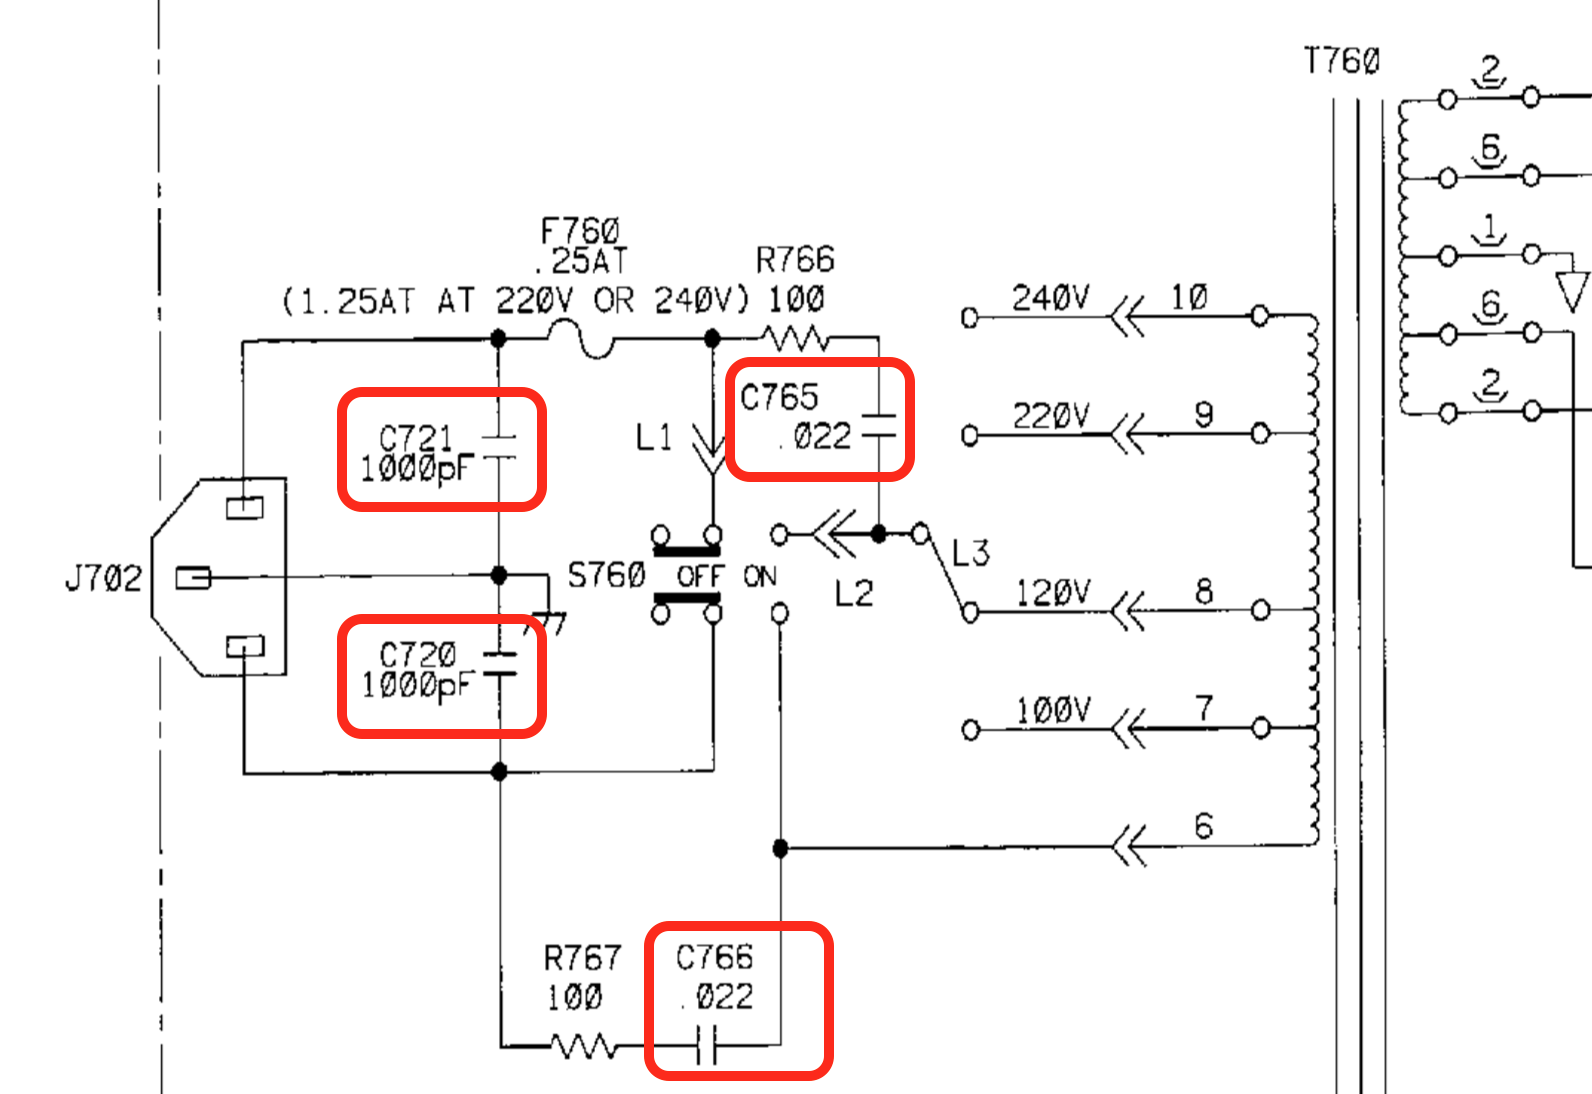 T760
2
6
1
6
2
F760
.25AT
(1.25AT AT 220V OR 240V)
R766
100
240V
10
C765
.022
220V
9
C721
1000pF
L1
J702
S760
OFF
ON
L2
L3
120V
8
C720
1000pF
100V
7
6
R767
100
C766
.022